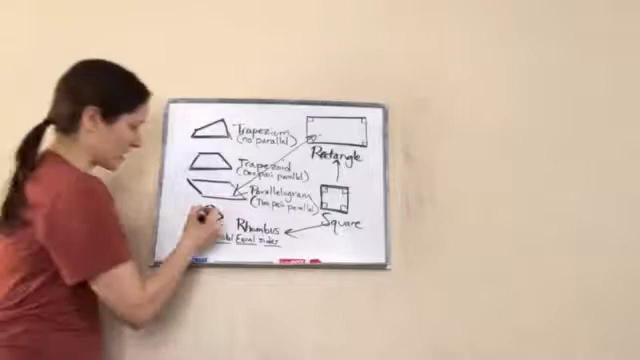 Trapezium
(no parallel)
Rectangle
Trapezoid
(One pair parallel)
Parallelogram
(Two pair parallel)
Square
Rhombus
Equal sides